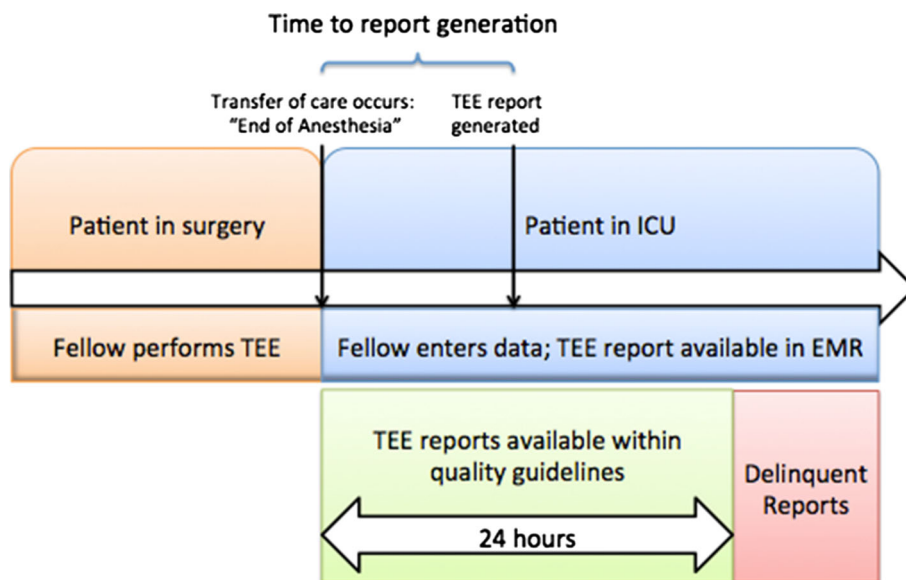 Time to report generation
Transfer of care occurs:
“End of Anesthesia”
TEE report
generated
Patient in surgery
Patient in ICU
Fellow performs TEE
Fellow enters data; TEE report available in EMR
TEE reports available within
quality guidelines
24 hours
Delinquent
Reports